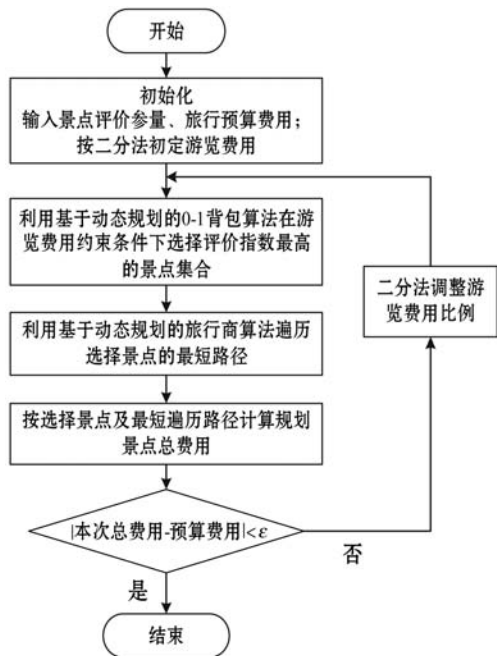 开始
初始化
输入景点评价参量、旅行预算费用；
按二分法初定游览费用
利用基于动态规划的0-1背包算法在游
览费用约束条件下选择评价指数最高
的景点集合
二分法调整游
览费用比例
利用基于动态规划的旅行商算法遍历
选择景点的最短路径
按选择景点及最短遍历路径计算规划
景点总费用
|本次总费用-预算费用|<ε
否
是
结束